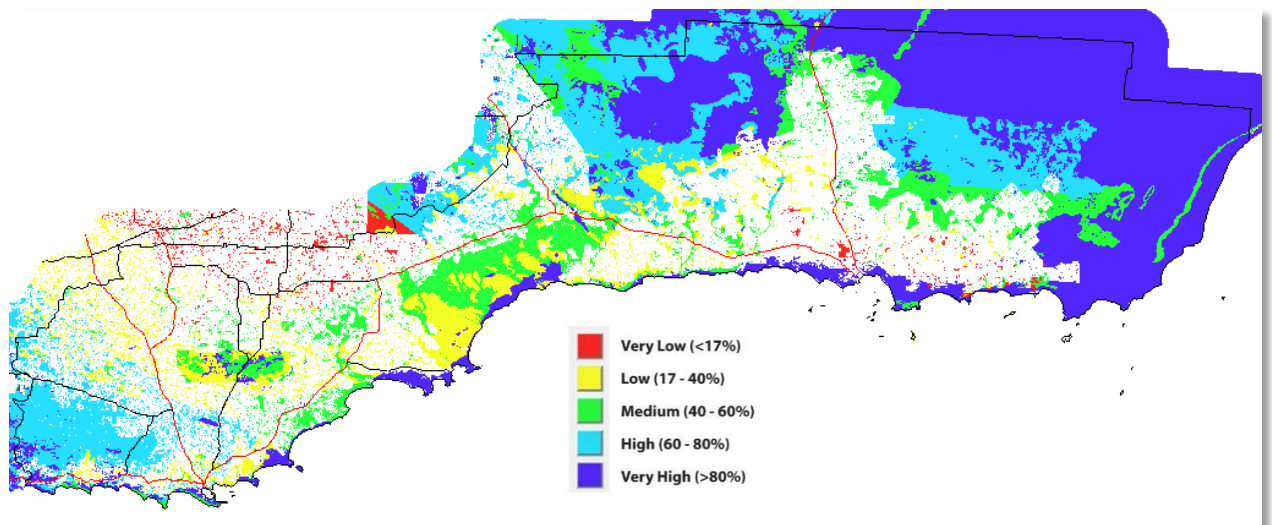 Very Low (<17%)
Low (17 - 40%)
Medium (40 - 60%)
High (60 - 80%)
Very High (>80%)